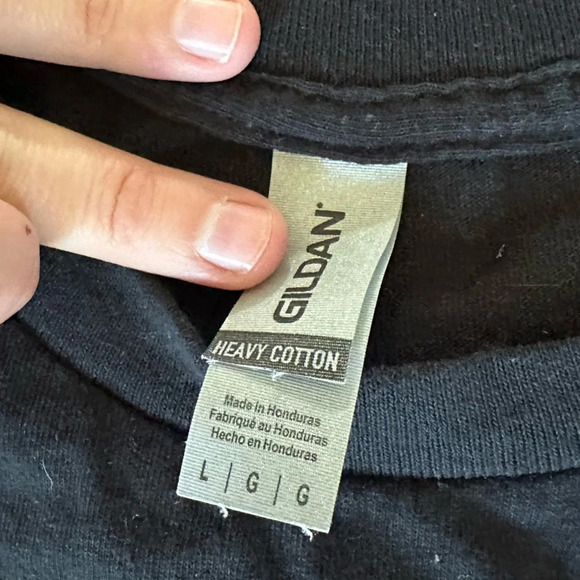 GILDAN®
HEAVY COTTON
Made in Honduras
Fabriqué au Honduras
Hecho en Honduras
L | G | G